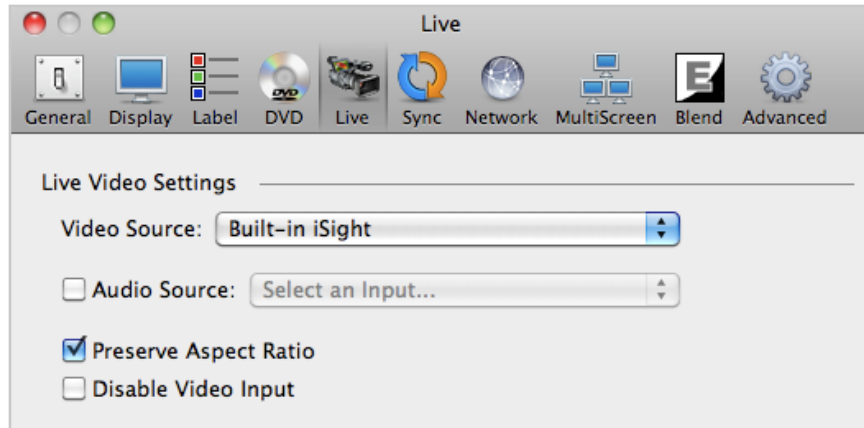 Live
General Display Label DVD Live Sync Network MultiScreen Blend Advanced
Live Video Settings
Video Source: Built-in iSight
Audio Source: Select an Input...
Preserve Aspect Ratio
Disable Video Input